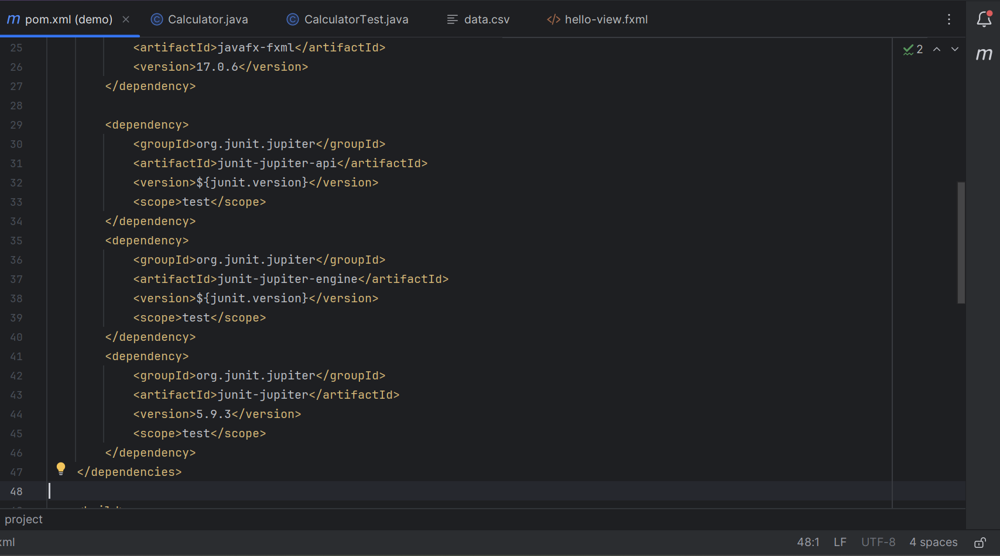 m pom.xml (demo) × C Calculator.java C CalculatorTest.java data.csv </> hello-view.fxml
25 <artifactId>javafx-fxml</artifactId>
2
m
26 <version>17.0.6</version>
27 </dependency>
28
29 <dependency>
30 <groupId>org.junit.jupiter</groupId>
31 <artifactId>junit-jupiter-api</artifactId>
32 <version>${junit.version}</version>
33 <scope>test</scope>
34 </dependency>
35 <dependency>
36 <groupId>org.junit.jupiter</groupId>
37 <artifactId>junit-jupiter-engine</artifactId>
38 <version>${junit.version}</version>
39 <scope>test</scope>
40 </dependency>
41 <dependency>
42 <groupId>org.junit.jupiter</groupId>
43 <artifactId>junit-jupiter</artifactId>
44 <version>5.9.3</version>
45 <scope>test</scope>
46 </dependency>
47 </dependencies>
48
project
xml 48:1 LF UTF-8 4 spaces